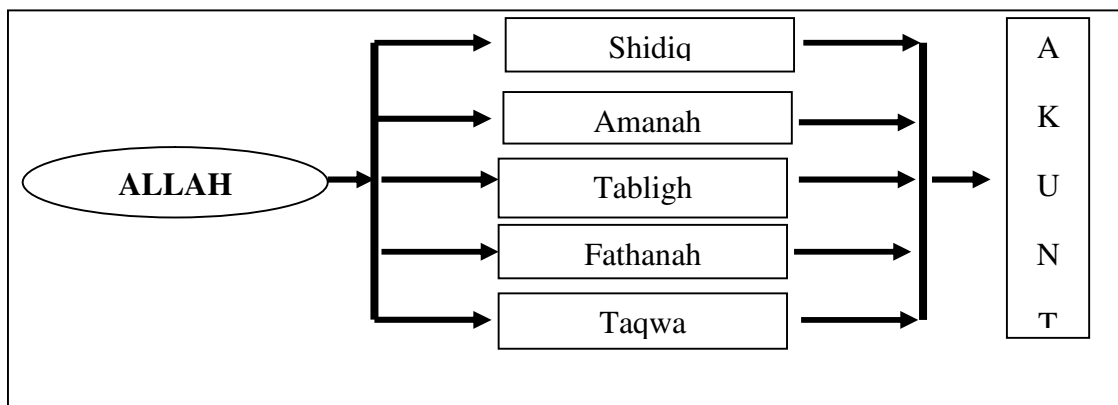 ALLAH
Shidiq
Amanah
Tabligh
Fathanah
Taqwa
A
K
U
N
T